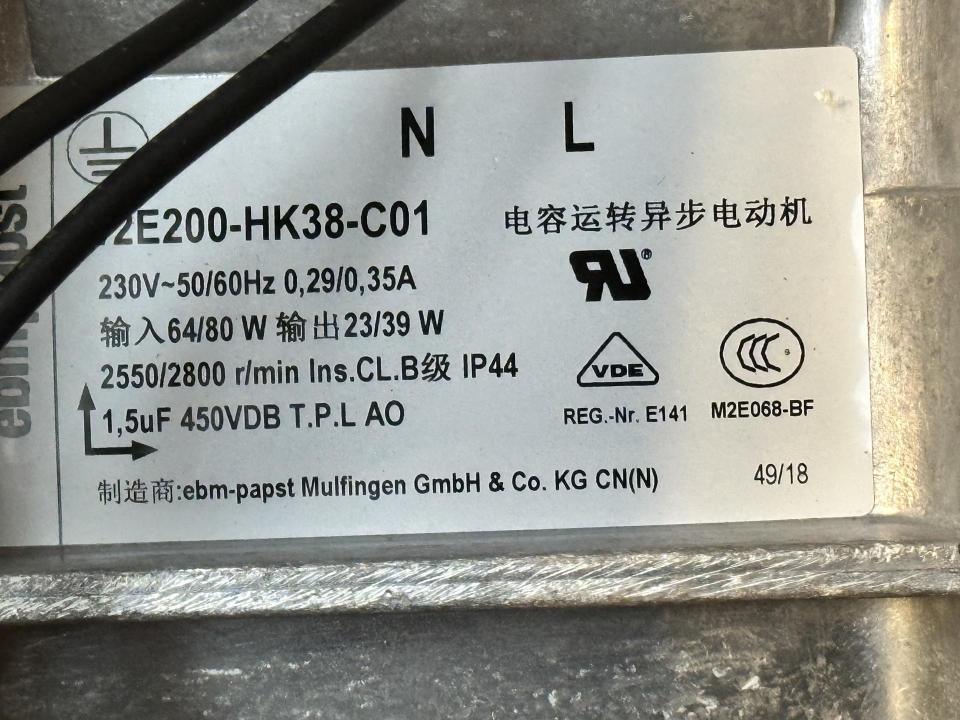 N L
2E200-HK38-C01
电容运转异步电动机
230V~50/60Hz 0,29/0,35A
输入64/80 W 输出23/39 W
2550/2800 r/min Ins.CL.B级 IP44
1,5uF 450VDB T.P.L AO
VDE
REG.-Nr. E141
M2E068-BF
制造商:ebm-papst Mulfingen GmbH & Co. KG CN(N)
49/18